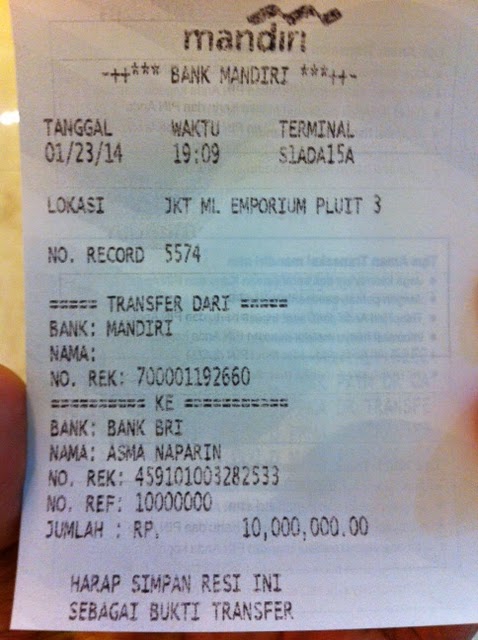 mandiri
-++*** BANK MANDIRI ***++-
TANGGAL WAKTU TERMINAL
01/23/14 19:09 S1ADA15A
LOKASI JKT ML EMPORIUM PLUIT 3
NO. RECORD 5574
===== TRANSFER DARI =====
BANK: MANDIRI
NAMA:
NO. REK: 700001192660
========== KE ===========
BANK: BANK BRI
NAMA: ASMA NAPARIN
NO. REK: 459101003282533
NO. REF: 10000000
JUMLAH : RP. 10,000,000.00
HARAP SIMPAN RESI INI
SEBAGAI BUKTI TRANSFER